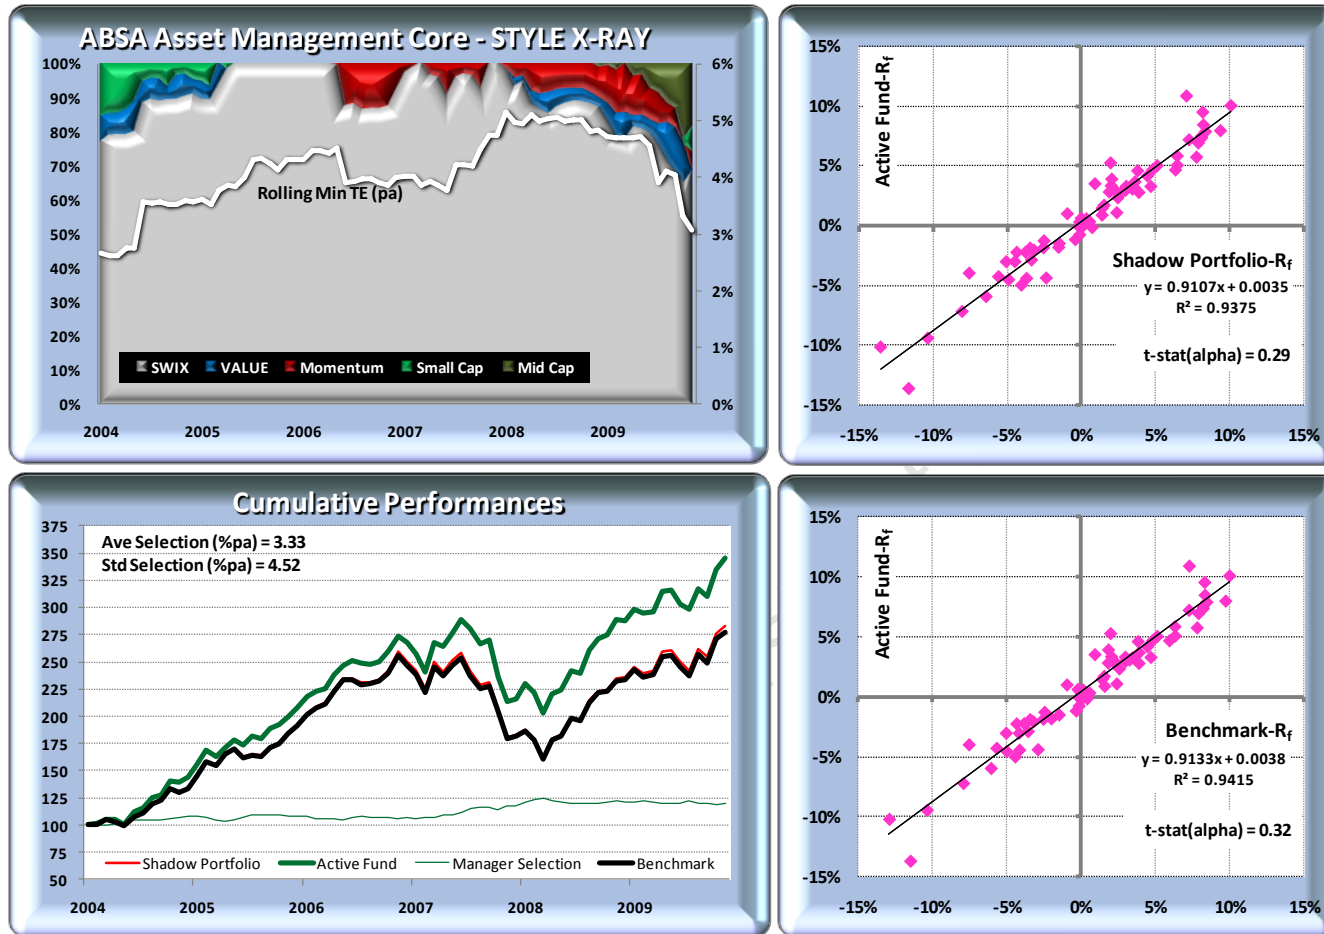 ABSA Asset Management Core - STYLE X-RAY
100%
90%
80%
70%
60%
50%
40%
30%
20%
10%
0%
6%
5%
4%
3%
2%
1%
0%
Rolling Min TE (pa)
SWIX VALUE Momentum Small Cap Mid Cap
2004 2005 2006 2007 2008 2009
15%
10%
5%
0%
-5%
-10%
-15%
Active Fund-Rf
Shadow Portfolio-Rf
y = 0.9107x + 0.0035
R² = 0.9375
t-stat(alpha) = 0.29
-15% -10% -5% 0% 5% 10% 15%
Cumulative Performances
375
350
325
300
275
250
225
200
175
150
125
100
75
50
Ave Selection (%pa) = 3.33
Std Selection (%pa) = 4.52
Shadow Portfolio Active Fund Manager Selection Benchmark
2004 2005 2006 2007 2008 2009
15%
10%
5%
0%
-5%
-10%
-15%
Active Fund-Rf
Benchmark-Rf
y = 0.9133x + 0.0038
R² = 0.9415
t-stat(alpha) = 0.32
-15% -10% -5% 0% 5% 10% 15%